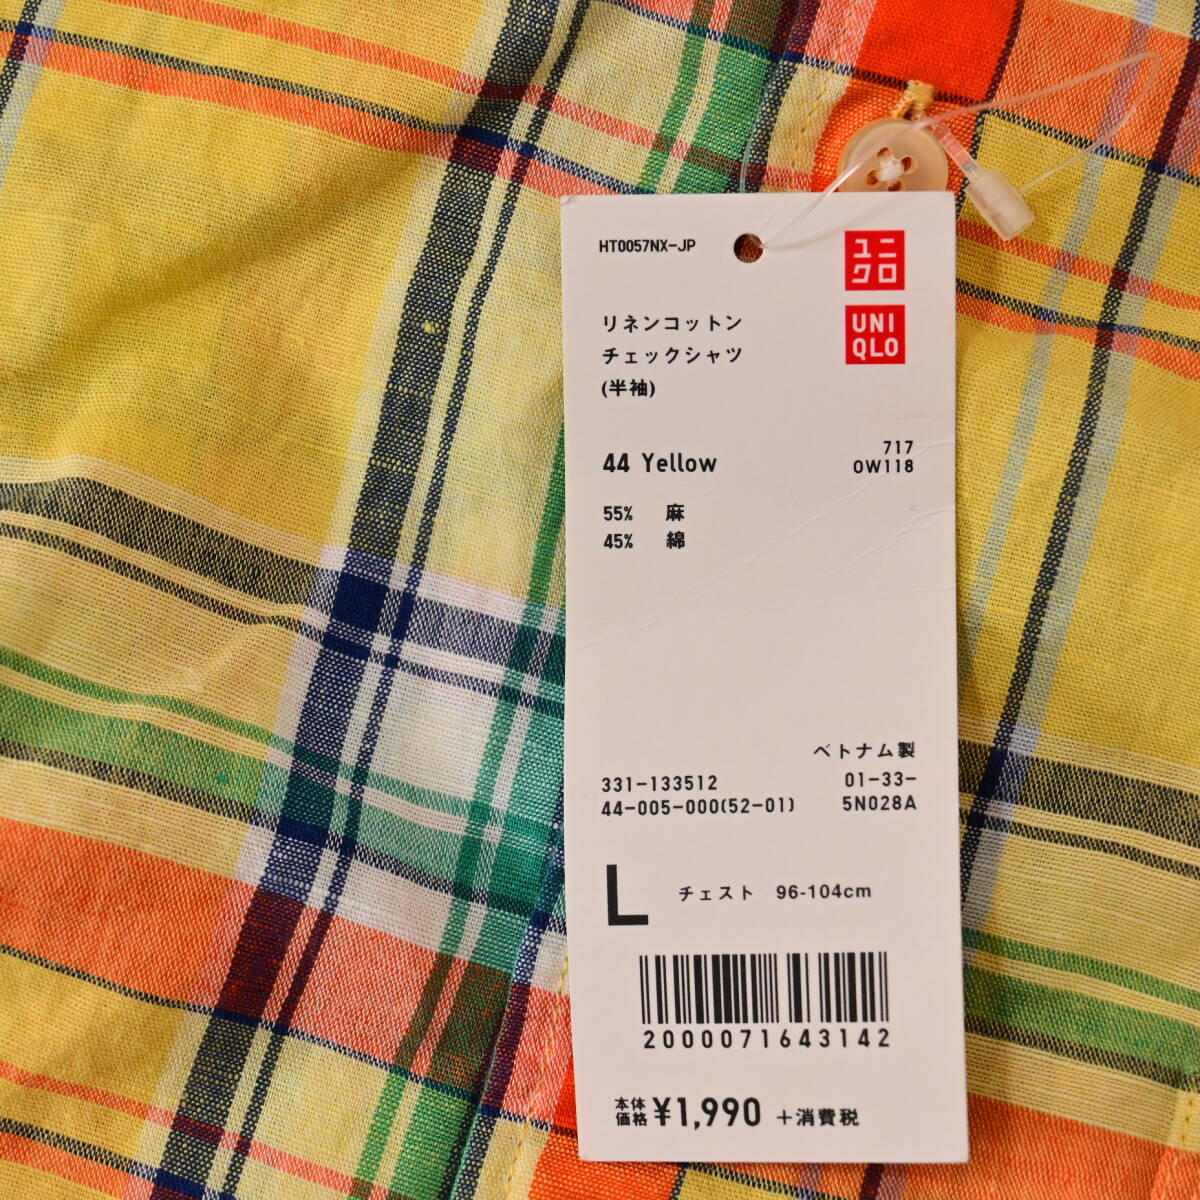 HT0057NX-JP
ユニ
クロ
UNI
QLO
リネンコットン
チェックシャツ
(半袖)
44 Yellow
717
OW118
55% 麻
45% 綿
ベトナム製
331-133512
01-33-
44-005-000(52-01)
5N028A
L チェスト 96-104cm
2000071643142
本体
価格 ¥1,990 +消費税